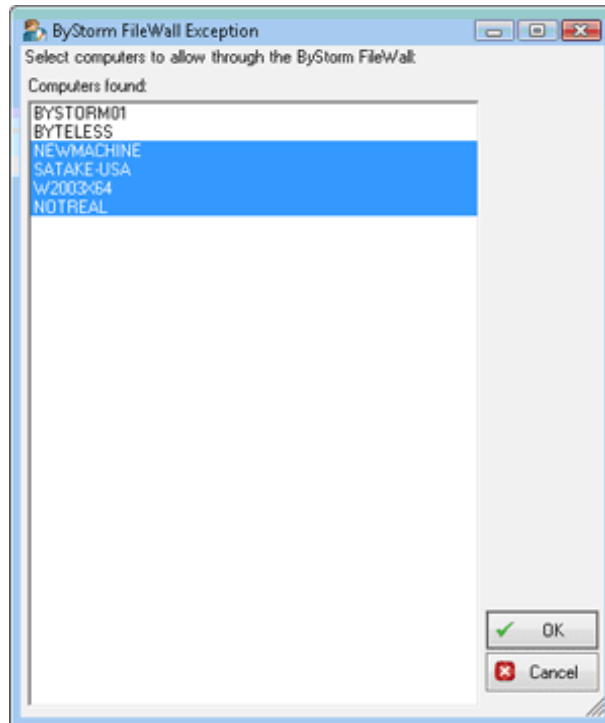 ByStorm FileWall Exception
Select computers to allow through the ByStorm FileWall:
Computers found:
BYSTORM01
BYTELESS
NEWMACHINE
SATAKE-USA
W2003X64
NOTREAL
OK
Cancel